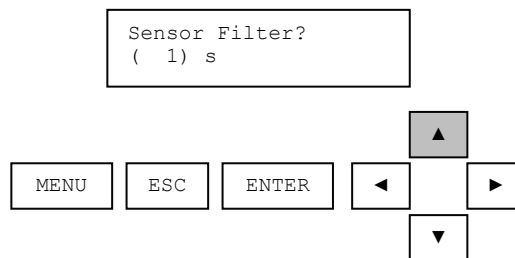 Sensor Filter?
(  1) s
▲
MENU ESC ENTER ◄ ►
▼